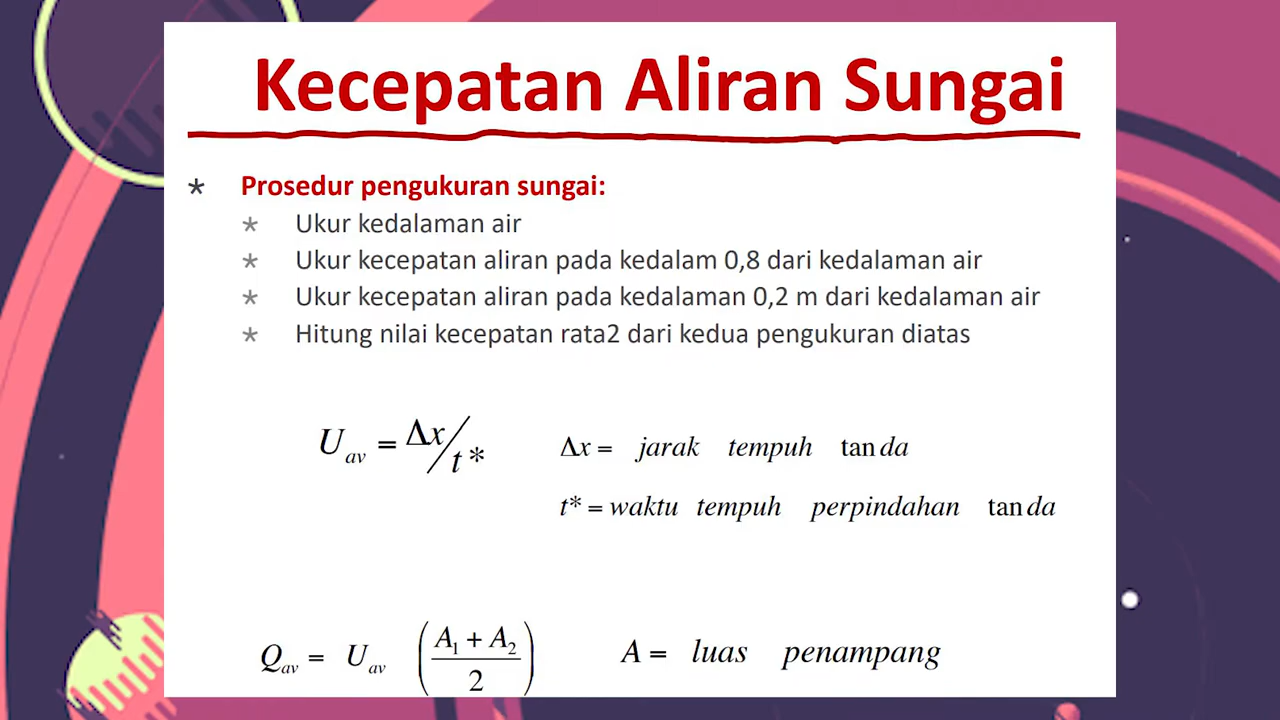 Kecepatan Aliran Sungai
* Prosedur pengukuran sungai:
* Ukur kedalaman air
* Ukur kecepatan aliran pada kedalam 0,8 dari kedalaman air
* Ukur kecepatan aliran pada kedalaman 0,2 m dari kedalaman air
* Hitung nilai kecepatan rata2 dari kedua pengukuran diatas
U_av = Δx/t*
Δx = jarak tempuh tanda
t* = waktu tempuh perpindahan tanda
Q_av = U_av ((A_1 + A_2)/2)
A = luas penampang